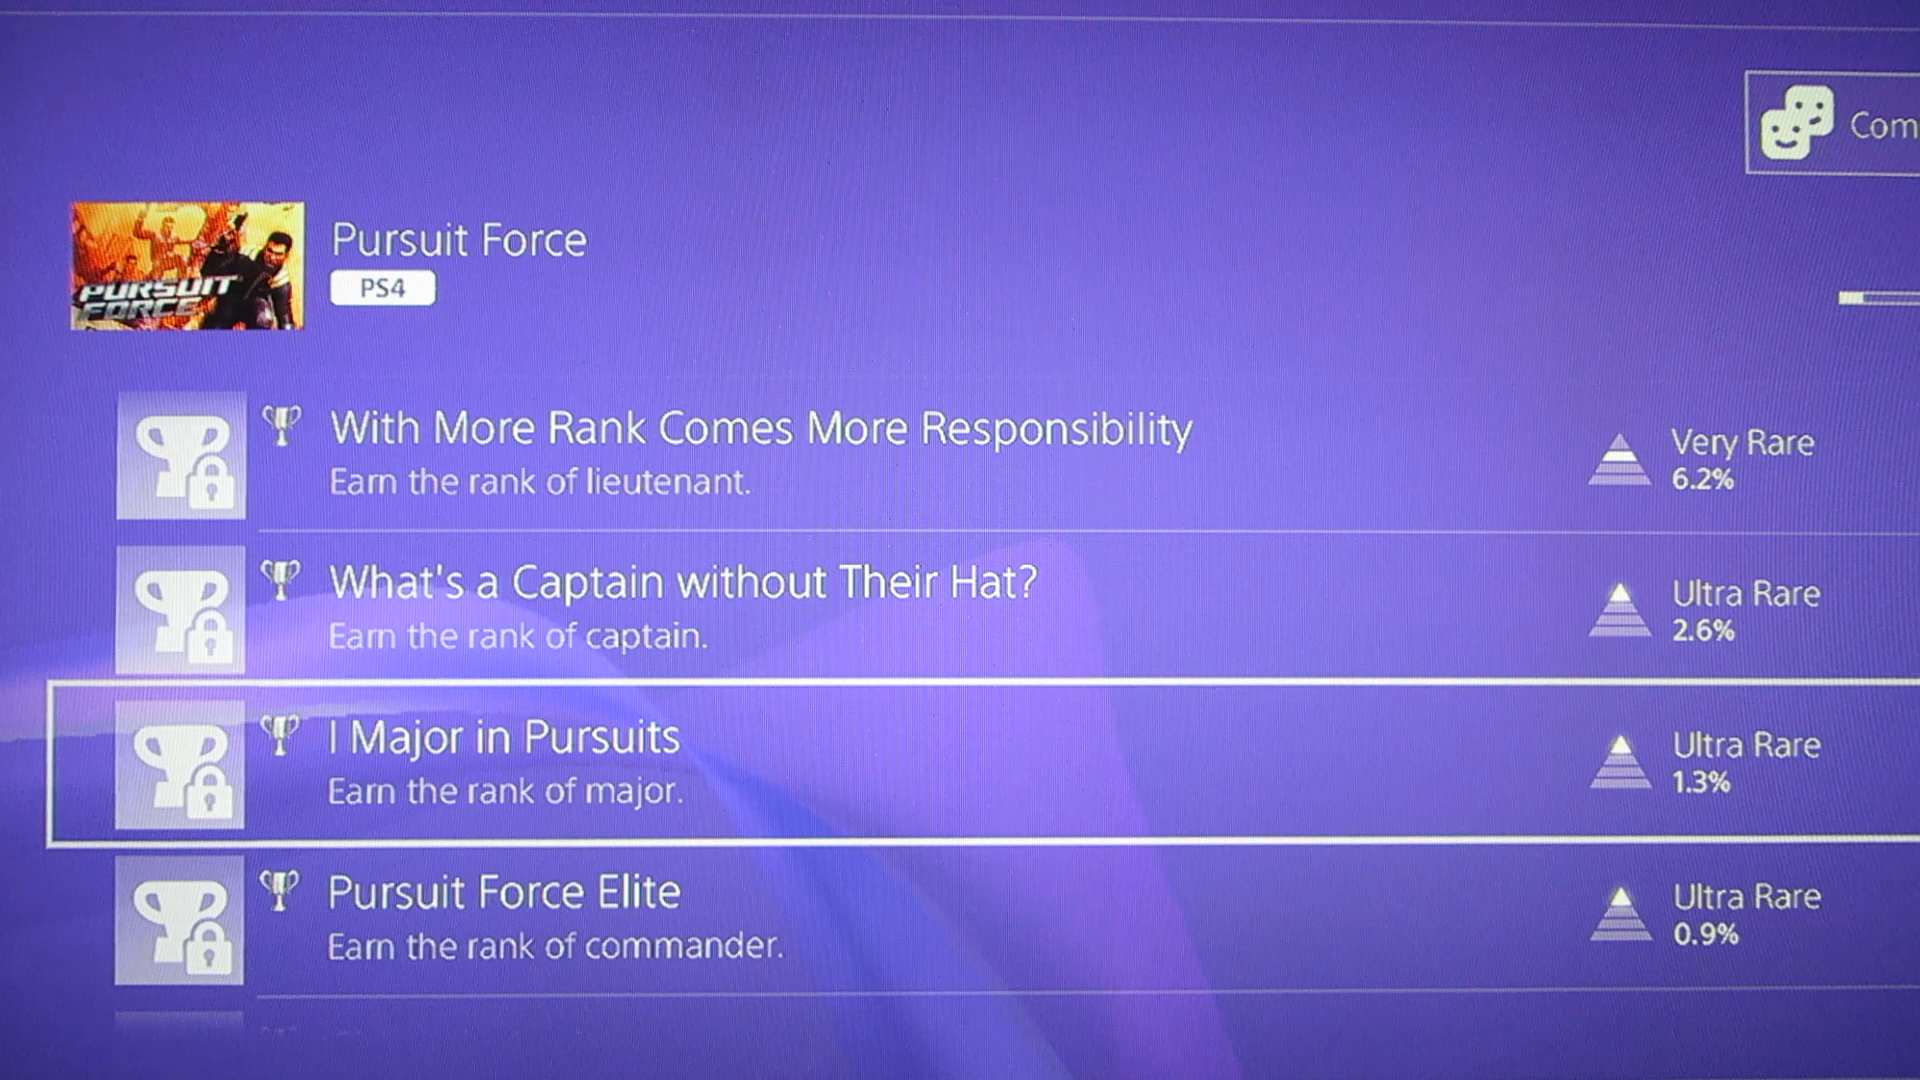 Com
PURSUIT
FORCE
Pursuit Force
PS4
With More Rank Comes More Responsibility
Earn the rank of lieutenant.
Very Rare
6.2%
What's a Captain without Their Hat?
Earn the rank of captain.
Ultra Rare
2.6%
I Major in Pursuits
Earn the rank of major.
Ultra Rare
1.3%
Pursuit Force Elite
Earn the rank of commander.
Ultra Rare
0.9%